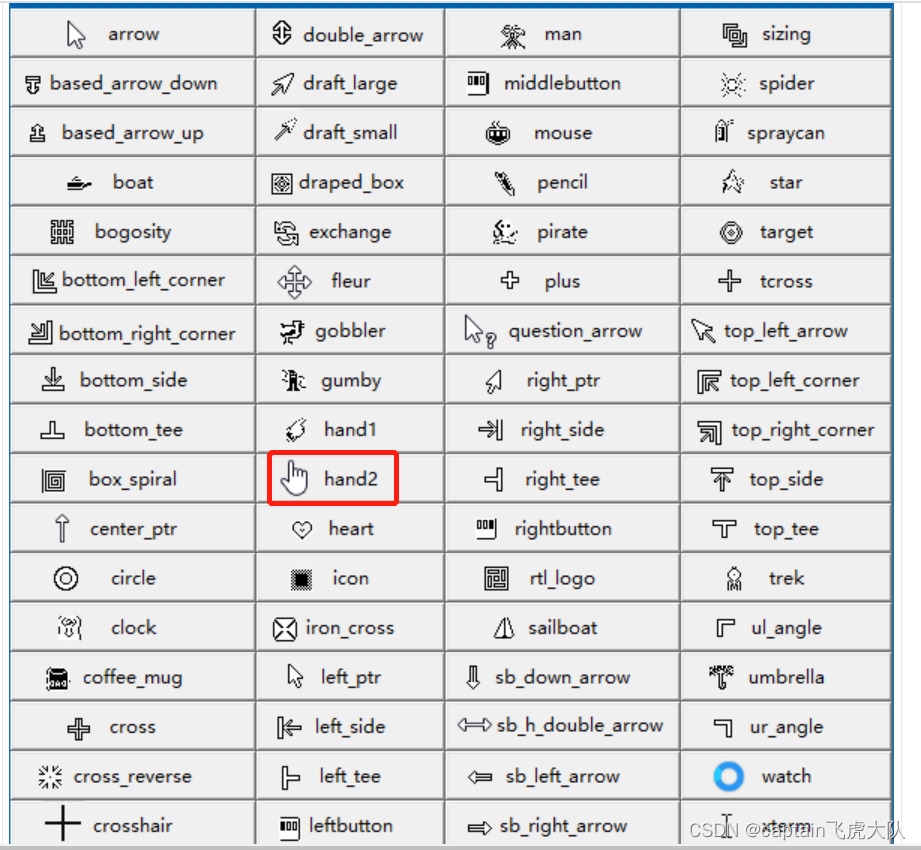 arrow double_arrow man sizing
based_arrow_down draft_large middlebutton spider
based_arrow_up draft_small mouse spraycan
boat draped_box pencil star
bogosity exchange pirate target
bottom_left_corner fleur plus tcross
bottom_right_corner gobbler question_arrow top_left_arrow
bottom_side gumby right_ptr top_left_corner
bottom_tee hand1 right_side top_right_corner
box_spiral hand2 right_tee top_side
center_ptr heart rightbutton top_tee
circle icon rtl_logo trek
clock iron_cross sailboat ul_angle
coffee_mug left_ptr sb_down_arrow umbrella
cross left_side sb_h_double_arrow ur_angle
cross_reverse left_tee sb_left_arrow watch
crosshair leftbutton sb_right_arrow xterm
CSDN @captain飞虎大队